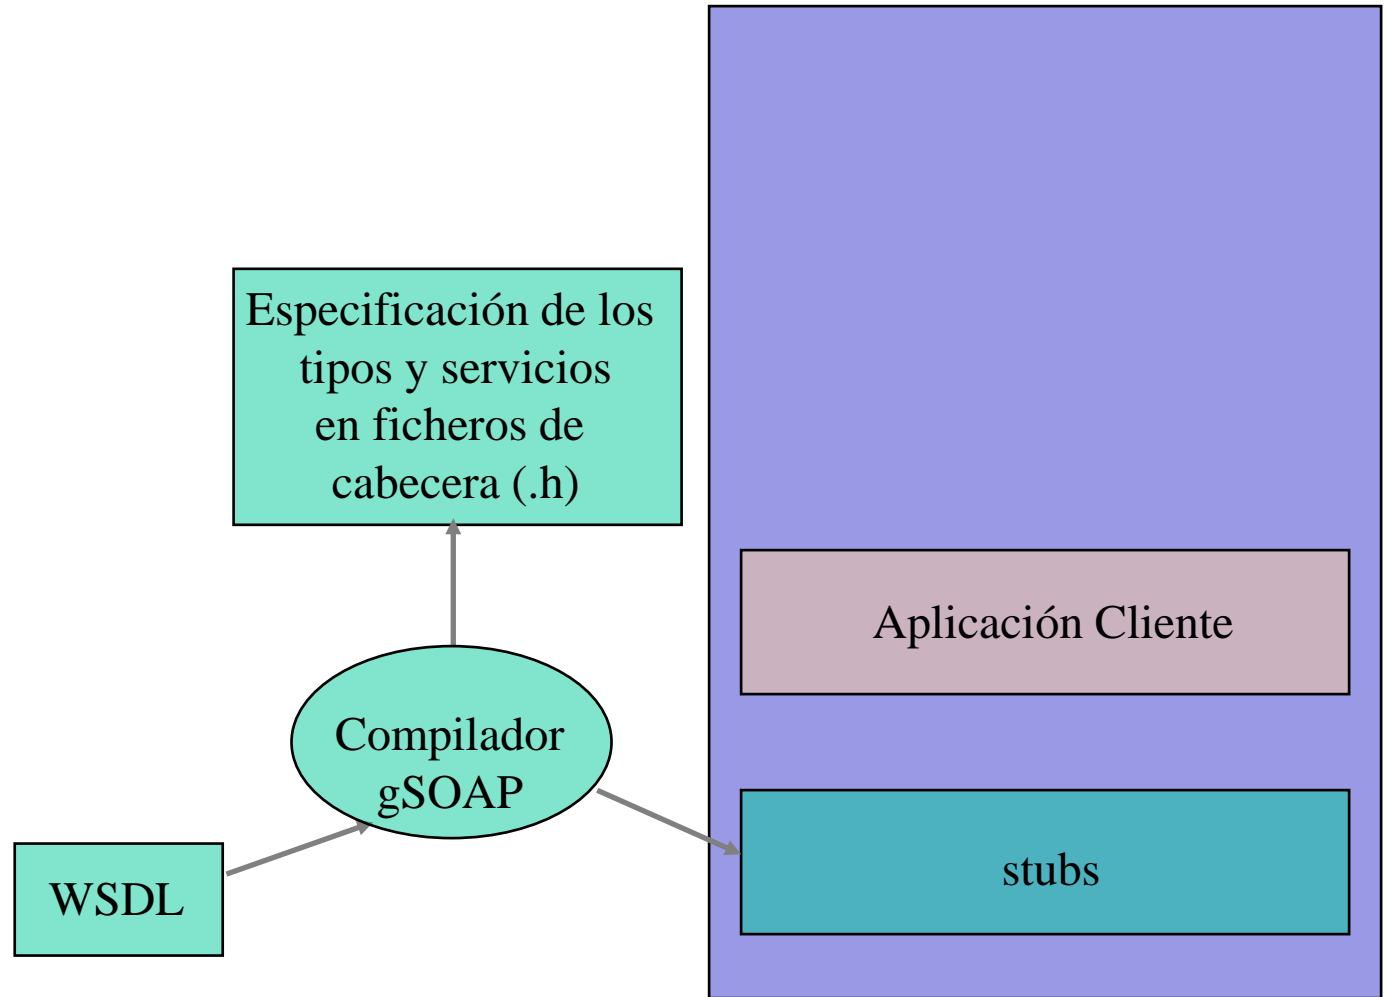 Especificación de los
tipos y servicios
en ficheros de
cabecera (.h)
Aplicación Cliente
Compilador
gSOAP
stubs
WSDL